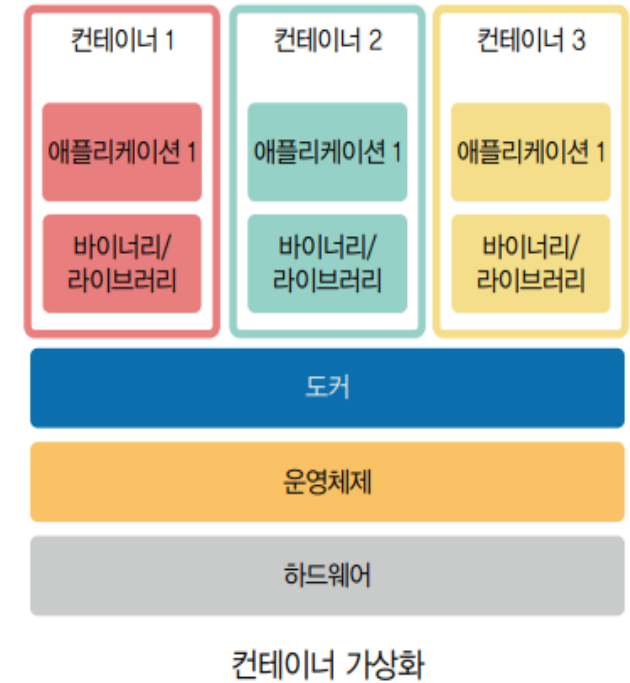 컨테이너 1
컨테이너 2
컨테이너 3
애플리케이션 1
애플리케이션 1
애플리케이션 1
바이너리/
라이브러리
바이너리/
라이브러리
바이너리/
라이브러리
도커
운영체제
하드웨어
컨테이너 가상화